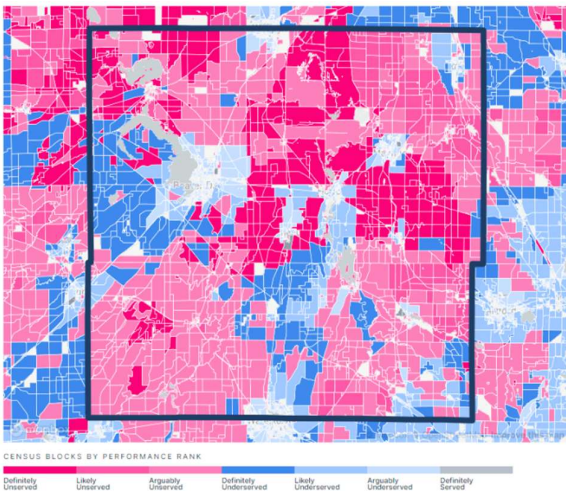 CENSUS BLOCKS BY PERFORMANCE RANK
Definitely Unserved
Likely Unserved
Arguably Unserved
Definitely Underserved
Likely Underserved
Arguably Underserved
Definitely Served